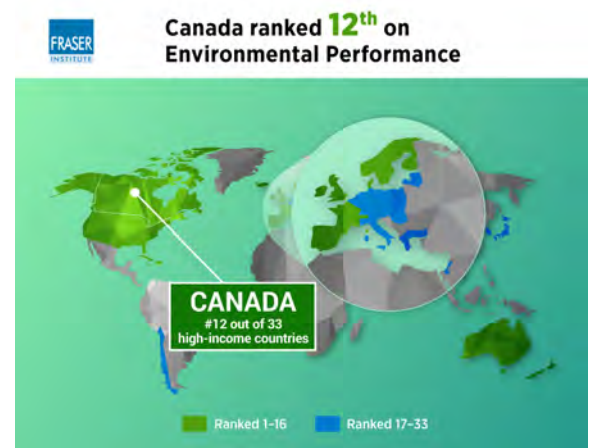 FRASER
INSTITUTE
Canada ranked 12th on
Environmental Performance
CANADA
#12 out of 33
high-income countries
Ranked 1-16
Ranked 17-33